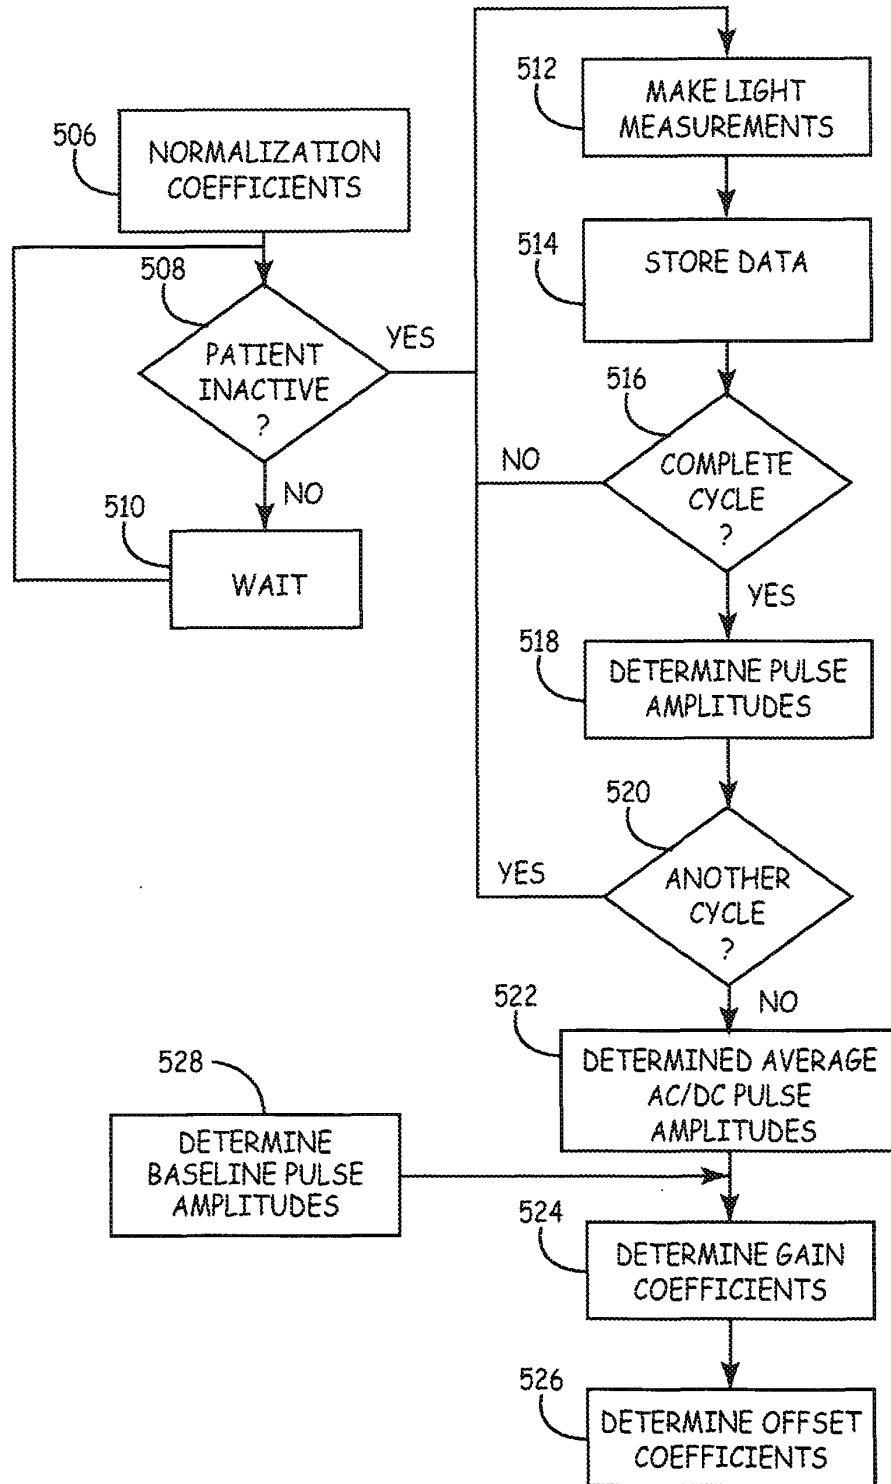 506
NORMALIZATION
COEFFICIENTS
508
PATIENT
INACTIVE
?
YES
NO
510
WAIT
512
MAKE LIGHT
MEASUREMENTS
514
STORE DATA
516
COMPLETE
CYCLE
?
NO
YES
518
DETERMINE PULSE
AMPLITUDES
520
ANOTHER
CYCLE
?
YES
NO
522
DETERMINED AVERAGE
AC/DC PULSE
AMPLITUDES
528
DETERMINE
BASELINE PULSE
AMPLITUDES
524
DETERMINE GAIN
COEFFICIENTS
526
DETERMINE OFFSET
COEFFICIENTS